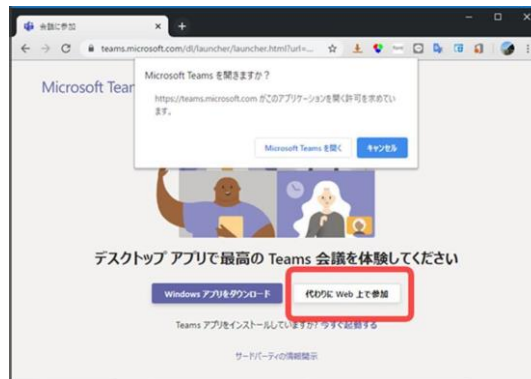 会議に参加
teams.microsoft.com/dl/launcher/launcher.html?url=...
Microsoft Teams を開きますか?
https://teams.microsoft.com がこのアプリケーションを開く許可を求めています。
ます。
Microsoft Teams を開く
キャンセル
Microsoft Tear
デスクトップ アプリで最高の Teams 会議を体験してください
Windows アプリをダウンロード
代わりに Web 上で参加
Teams アプリをインストールしていますか? 今すぐ起動する
サードパーティの情報開示